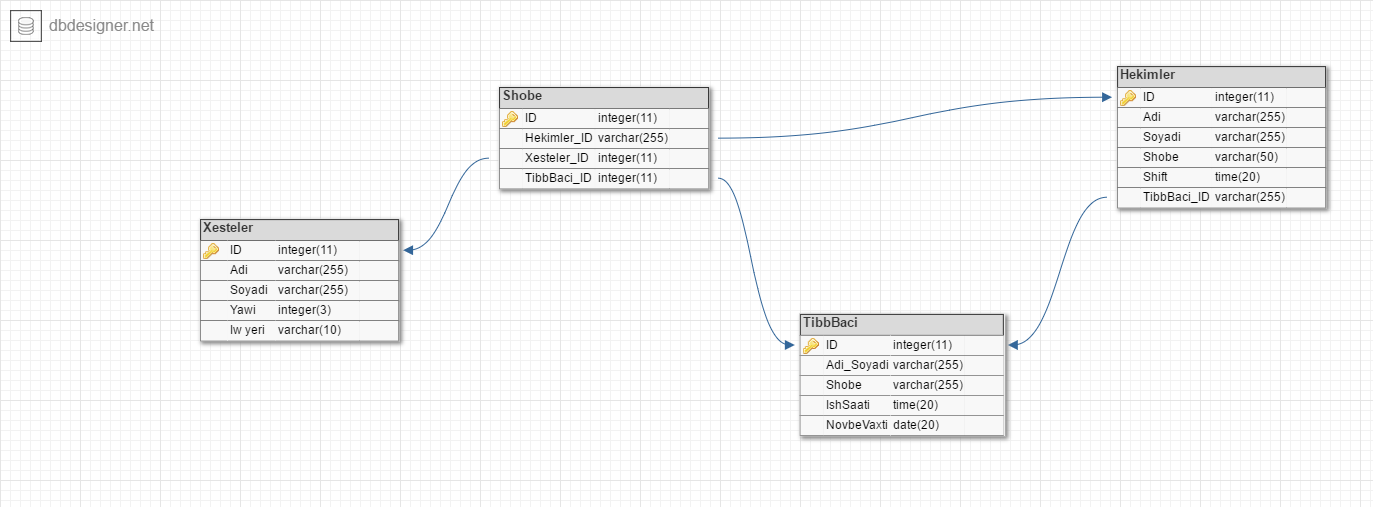 dbdesigner.net
Shobe
ID integer(11)
Hekimler_ID varchar(255)
Xesteler_ID integer(11)
TibbBaci_ID integer(11)
Hekimler
ID integer(11)
Adi varchar(255)
Soyadi varchar(255)
Shobe varchar(50)
Shift time(20)
TibbBaci_ID varchar(255)
Xesteler
ID integer(11)
Adi varchar(255)
Soyadi varchar(255)
Yawi integer(3)
Iw yeri varchar(10)
TibbBaci
ID integer(11)
Adi_Soyadi varchar(255)
Shobe varchar(255)
IshSaati time(20)
NovbeVaxti date(20)